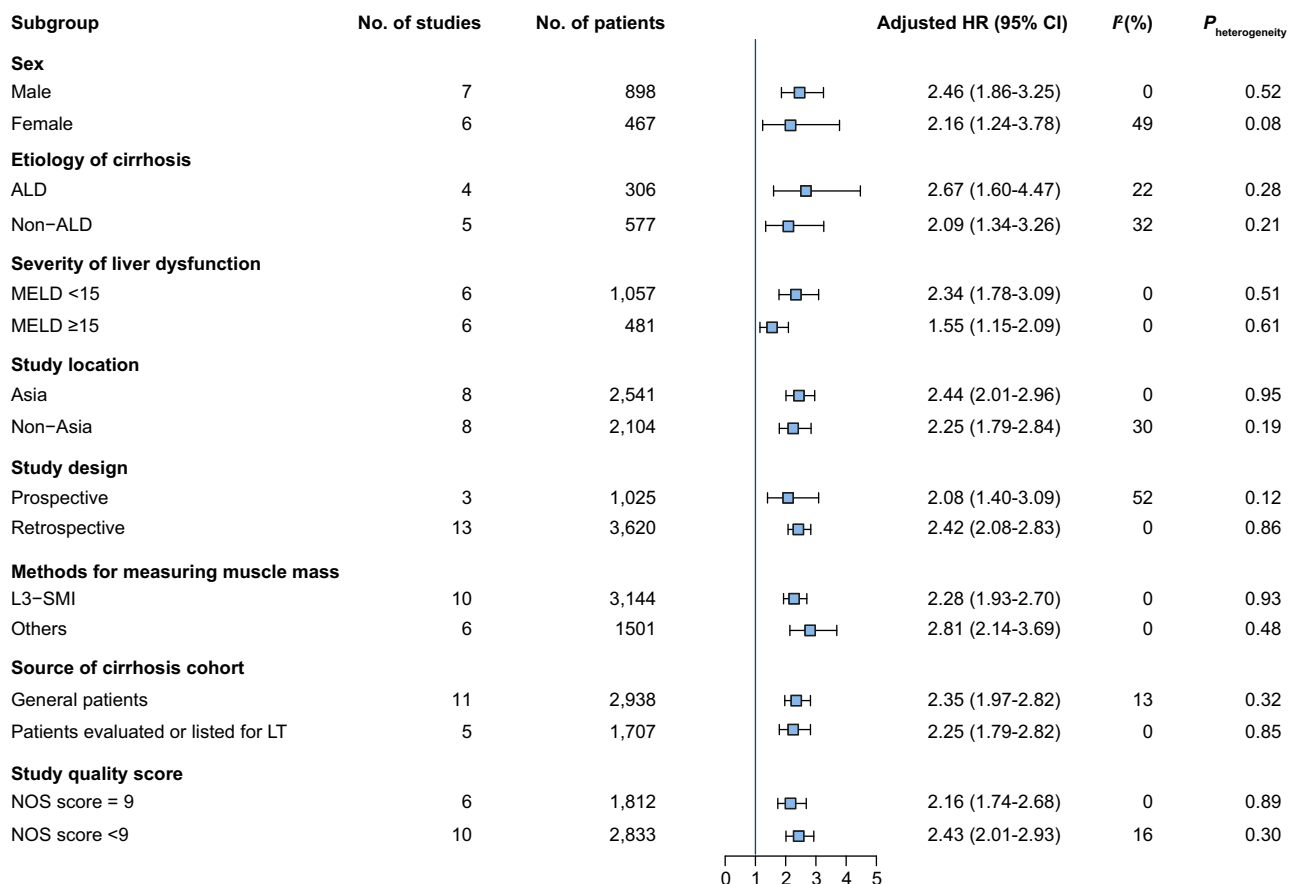 Subgroup No. of studies No. of patients Adjusted HR (95% CI) I²(%) Pheterogeneity
Sex
Male 7 898 2.46 (1.86-3.25) 0 0.52
Female 6 467 2.16 (1.24-3.78) 49 0.08
Etiology of cirrhosis
ALD 4 306 2.67 (1.60-4.47) 22 0.28
Non−ALD 5 577 2.09 (1.34-3.26) 32 0.21
Severity of liver dysfunction
MELD <15 6 1,057 2.34 (1.78-3.09) 0 0.51
MELD ≥15 6 481 1.55 (1.15-2.09) 0 0.61
Study location
Asia 8 2,541 2.44 (2.01-2.96) 0 0.95
Non−Asia 8 2,104 2.25 (1.79-2.84) 30 0.19
Study design
Prospective 3 1,025 2.08 (1.40-3.09) 52 0.12
Retrospective 13 3,620 2.42 (2.08-2.83) 0 0.86
Methods for measuring muscle mass
L3−SMI 10 3,144 2.28 (1.93-2.70) 0 0.93
Others 6 1501 2.81 (2.14-3.69) 0 0.48
Source of cirrhosis cohort
General patients 11 2,938 2.35 (1.97-2.82) 13 0.32
Patients evaluated or listed for LT 5 1,707 2.25 (1.79-2.82) 0 0.85
Study quality score
NOS score = 9 6 1,812 2.16 (1.74-2.68) 0 0.89
NOS score <9 10 2,833 2.43 (2.01-2.93) 16 0.30
0 1 2 3 4 5